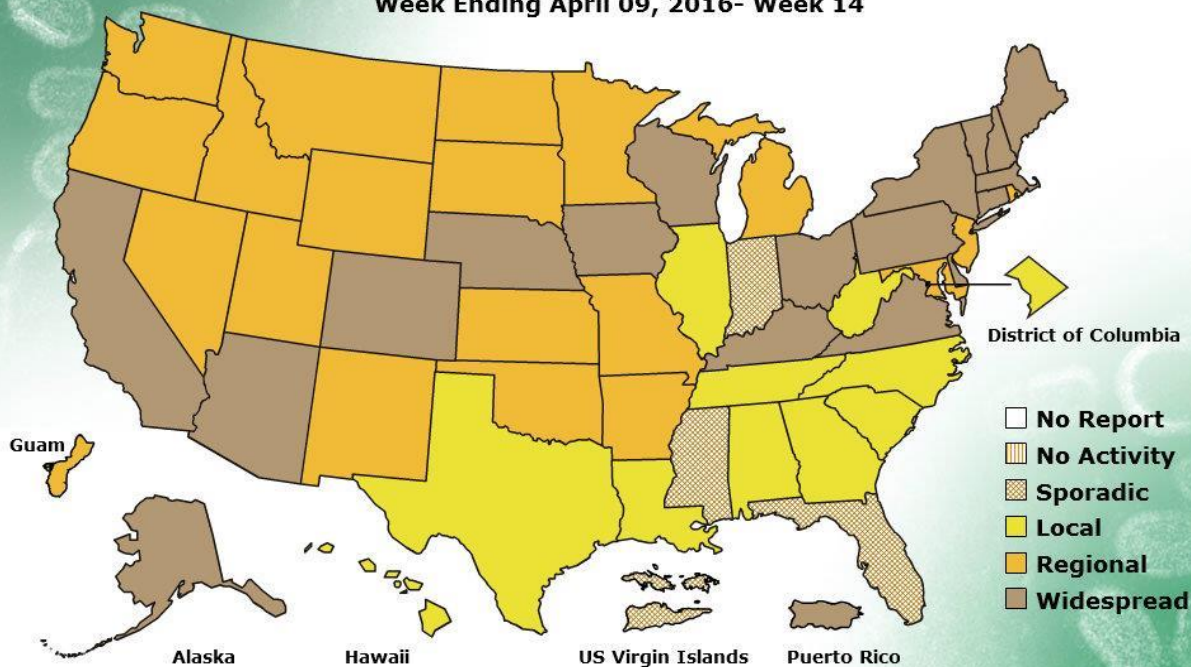 Week Ending April 09, 2016- Week 14
District of Columbia
Guam
No Report
No Activity
Sporadic
Local
Regional
Widespread
Alaska
Hawaii
US Virgin Islands
Puerto Rico